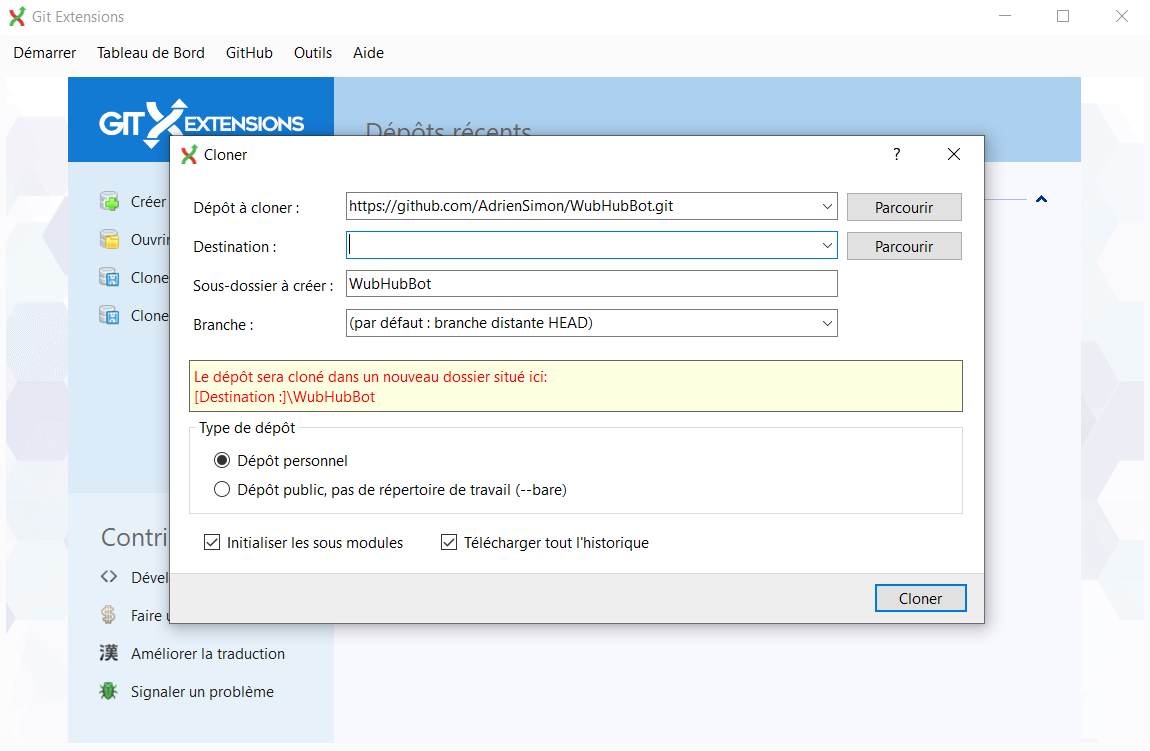 Git Extensions
Démarrer Tableau de Bord GitHub Outils Aide
GIT EXTENSIONS
Dépôts récents
Cloner ?
Créer
Ouvrir
Clone
Clone
Dépôt à cloner : https://github.com/AdrienSimon/WubHubBot.git Parcourir
Destination : Parcourir
Sous-dossier à créer : WubHubBot
Branche : (par défaut : branche distante HEAD)
Le dépôt sera cloné dans un nouveau dossier situé ici:
[Destination :]\WubHubBot
Type de dépôt
Dépôt personnel
Dépôt public, pas de répertoire de travail (--bare)
Initialiser les sous modules Télécharger tout l'historique
Cloner
Contri
Dével
Faire
漢 Améliorer la traduction
Signaler un problème